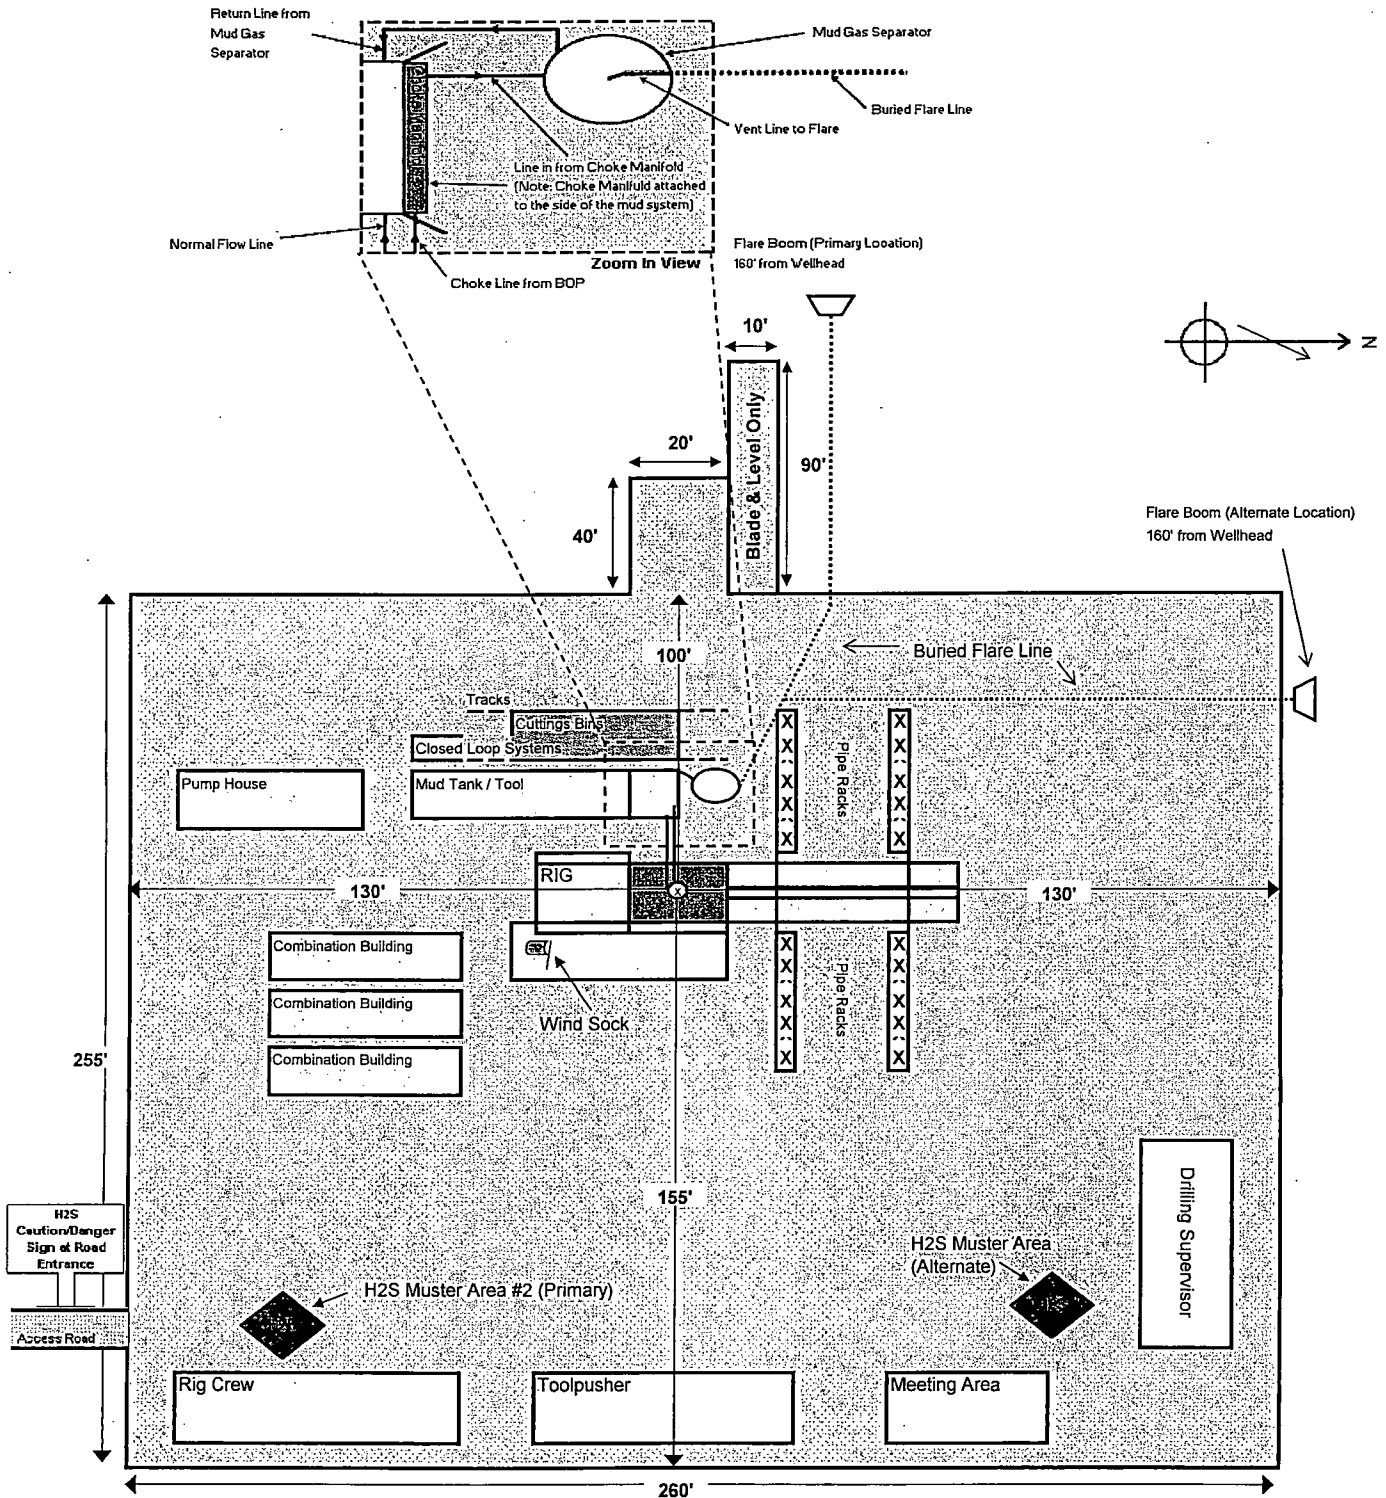 Return Line from
Mud Gas
Separator
Mud Gas Separator
Buried Flare Line
Vent Line to Flare
Choke Manifold
Line in from Choke Manifold
(Note: Choke Manifold attached
to the side of the mud system)
Normal Flow Line
Choke Line from BOP
Zoom In View
Flare Boom (Primary Location)
160' from Wellhead
10'
N
20'
Blade & Level Only
90'
40'
Flare Boom (Alternate Location)
160' from Wellhead
100'
Buried Flare Line
Tracks
Cuttings Bins
Closed Loop Systems
Pump House
Mud Tank / Tool
X
X
X
X
X
Pipe Racks
X
X
X
X
X
RIG
130'
x
130'
Combination Building
Combination Building
Combination Building
Wind Sock
X
X
X
X
X
Pipe Racks
X
X
X
X
X
255'
155'
Drilling Supervisor
H2S
Caution/Danger
Sign at Road
Entrance
Access Road
H2S Muster Area #2 (Primary)
H2S Muster Area
(Alternate)
Rig Crew
Toolpusher
Meeting Area
260'